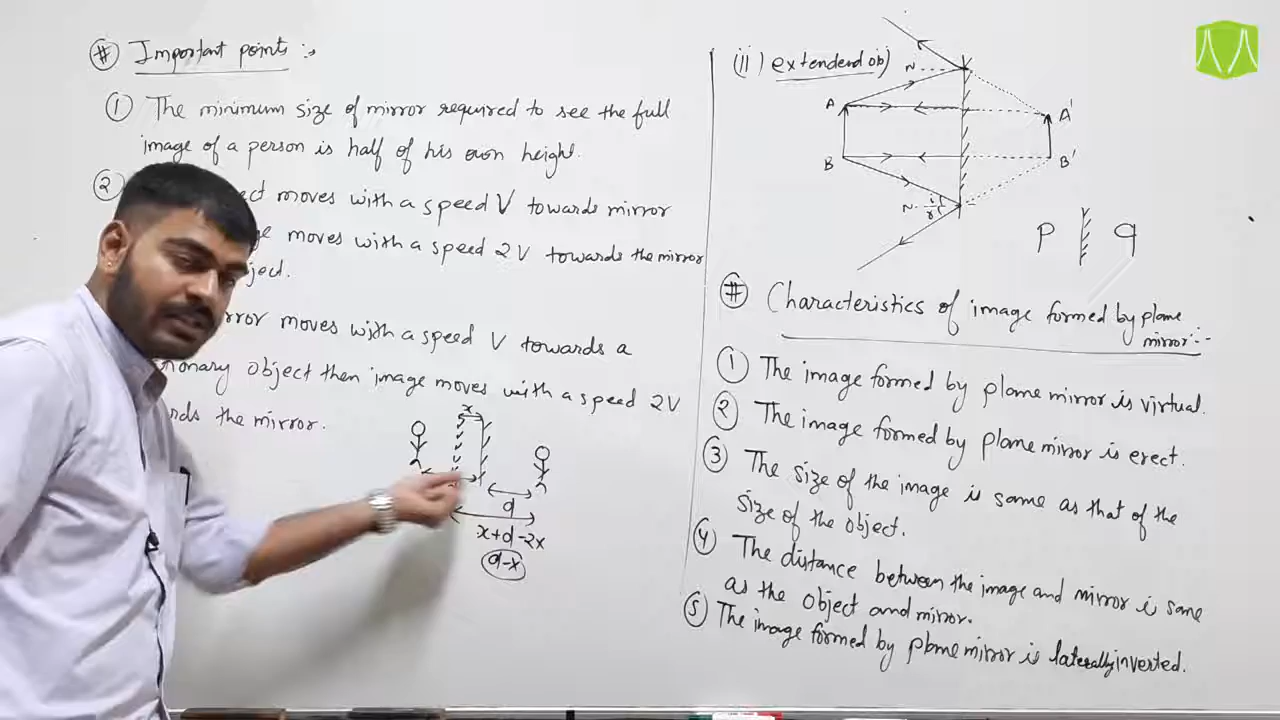 # Important points :-
1 The minimum size of mirror required to see the full
image of a person is half of his own height.
2 ect moves with a speed V towards mirror
ge moves with a speed 2V towards the mirror
ject.
rror moves with a speed V towards a
ionary object then image moves with a speed 2V
rds the mirror.
x
d
x+d-2x
d-x
(ii) extendend obj
N
A
A'
B
B'
N
i
r
P q
# Characteristics of image formed by plane
mirror:-
1 The image formed by plane mirror is virtual.
2 The image formed by plane mirror is erect.
3 The size of the image is same as that of the
size of the object.
4 The distance between the image and mirror is same
as the object and mirror.
5 The image formed by plane mirror is laterally inverted.